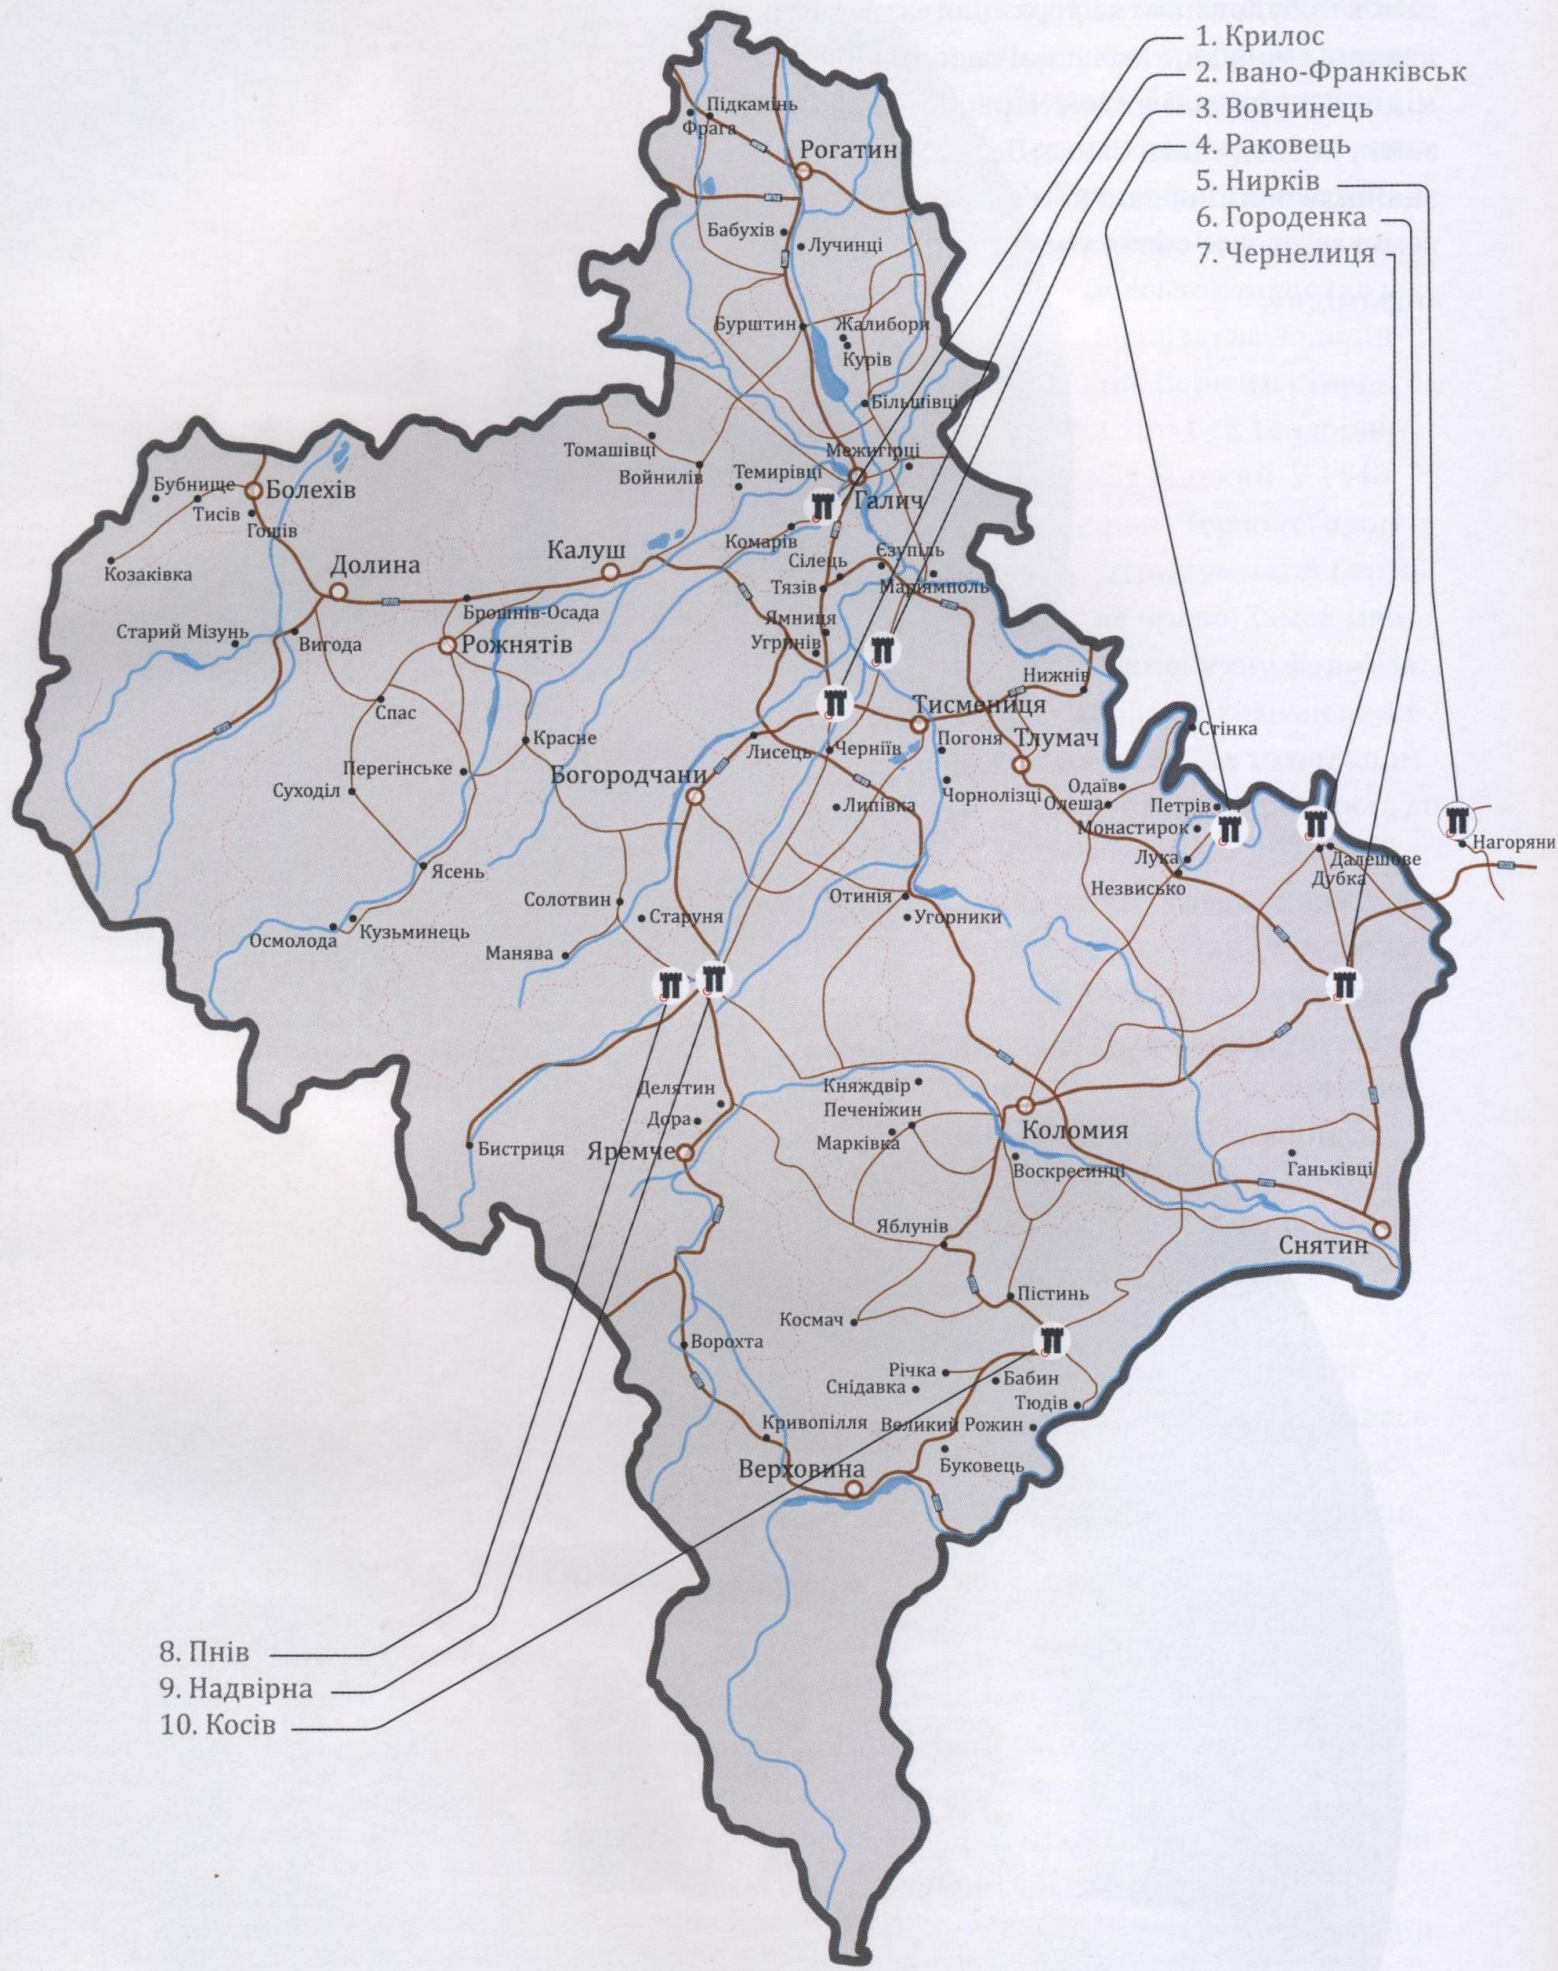 1. Крилос
2. Івано-Франківськ
3. Вовчинець
4. Раковець
5. Нирків
6. Городенка
7. Чернелиця
Підкамінь
Фрага
Рогатин
Бабухів
Лучинці
Бурштин
Жалибори
Курів
Більшівці
Томашівці
Войнилів
Темирівці
Межигірці
Галич
Бубнище
Болехів
Тисів
Гошів
Козаківка
Долина
Калуш
Комарів
Сілець
Єзупіль
Тязів
Маріямполь
Брошнів-Осада
Старий Мізунь
Вигода
Рожнятів
Ямниця
Угринів
Нижнів
Спас
Тисмениця
Стінка
Красне
Лисець
Черніїв
Погоня
Тлумач
Перегінське
Богородчани
Суходіл
Чорнолізці
Одаїв
Олеша
Петрів
Липівка
Монастирок
Нагоряни
Лука
Далешове
Дубка
Незвисько
Ясень
Солотвин
Старуня
Отинія
Угорники
Осмолода
Кузьминець
Манява
Делятин
Княждвір
Дора
Печеніжин
Марківка
Коломия
Бистриця
Яремче
Воскресинці
Ганьківці
Яблунів
Снятин
Пістинь
Космач
Ворохта
Річка
Снідавка
Бабин
Тюдів
Кривопілля
Великий Рожин
Верховина
Буковець
8. Пнів
9. Надвірна
10. Косів